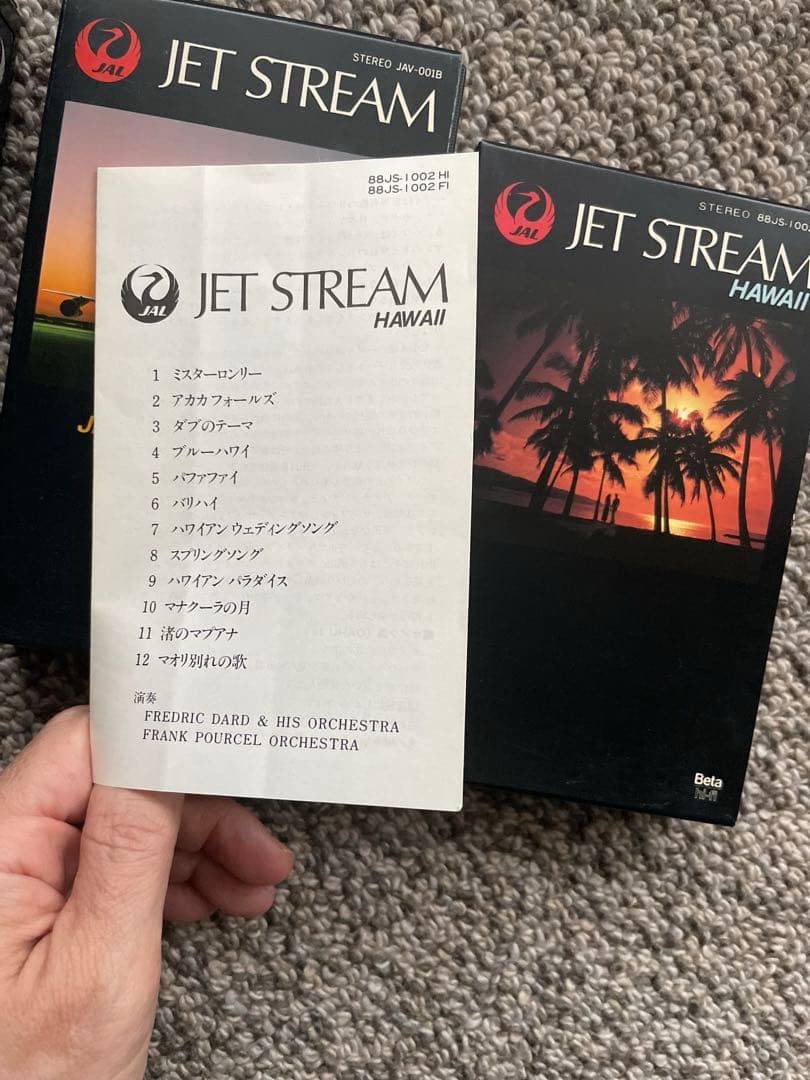 JAL
JET STREAM
STEREO JAV-001B
88JS-1002 HI
88JS-1002 FI
JAL
JET STREAM
HAWAII
1 ミスターロンリー
2 アカカフォールズ
3 ダブのテーマ
4 ブルーハワイ
5 パファファイ
6 バリハイ
7 ハワイアン ウェディングソング
8 スプリングソング
9 ハワイアン パラダイス
10 マナクーラの月
11 渚のマプアナ
12 マオリ別れの歌
演奏
FREDRIC DARD & HIS ORCHESTRA
FRANK POURCEL ORCHESTRA
STEREO 88JS-1002
JAL
JET STREAM
HAWAII
Beta
hi-fi